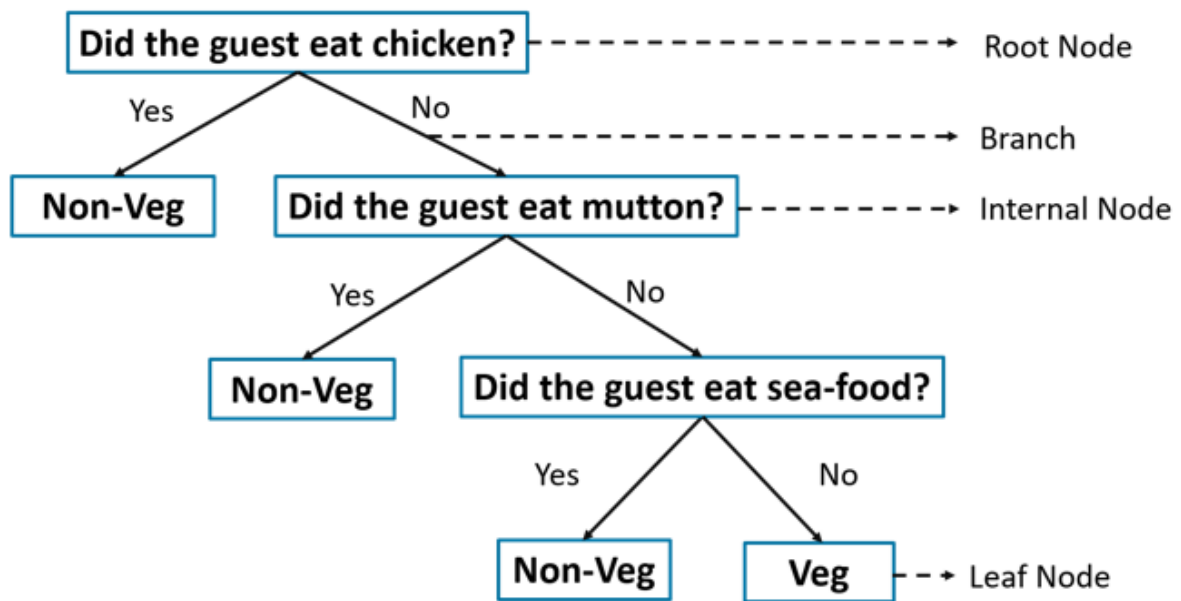 Did the guest eat chicken?
Root Node
Yes
No
Branch
Non-Veg
Did the guest eat mutton?
Internal Node
Yes
No
Non-Veg
Did the guest eat sea-food?
Yes
No
Non-Veg
Veg
Leaf Node